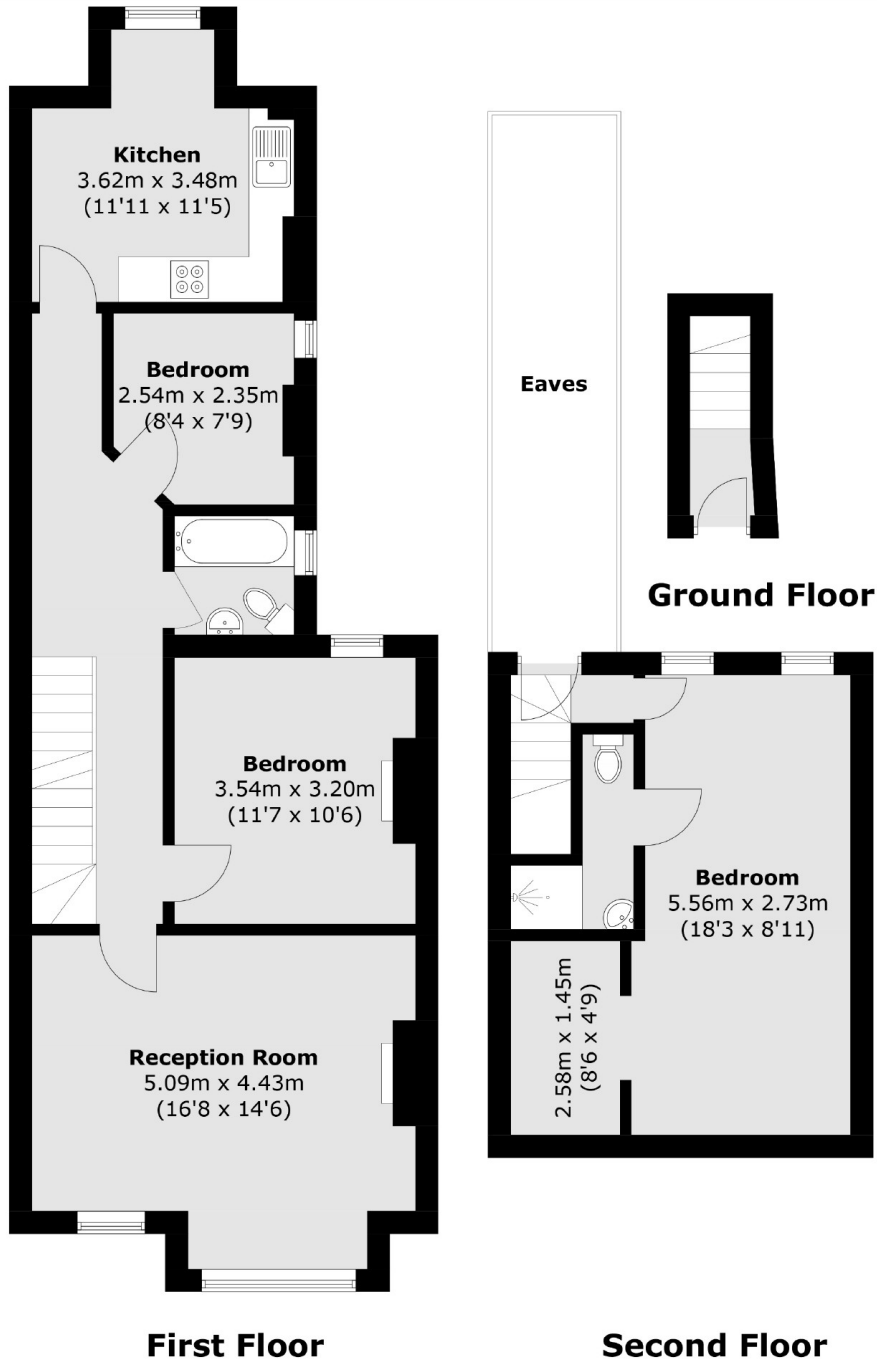 Kitchen
3.62m x 3.48m
(11'11 x 11'5)
Bedroom
2.54m x 2.35m
(8'4 x 7'9)
Bedroom
3.54m x 3.20m
(11'7 x 10'6)
Reception Room
5.09m x 4.43m
(16'8 x 14'6)
First Floor
Eaves
Ground Floor
Bedroom
5.56m x 2.73m
(18'3 x 8'11)
2.58m x 1.45m
(8'6 x 4'9)
Second Floor